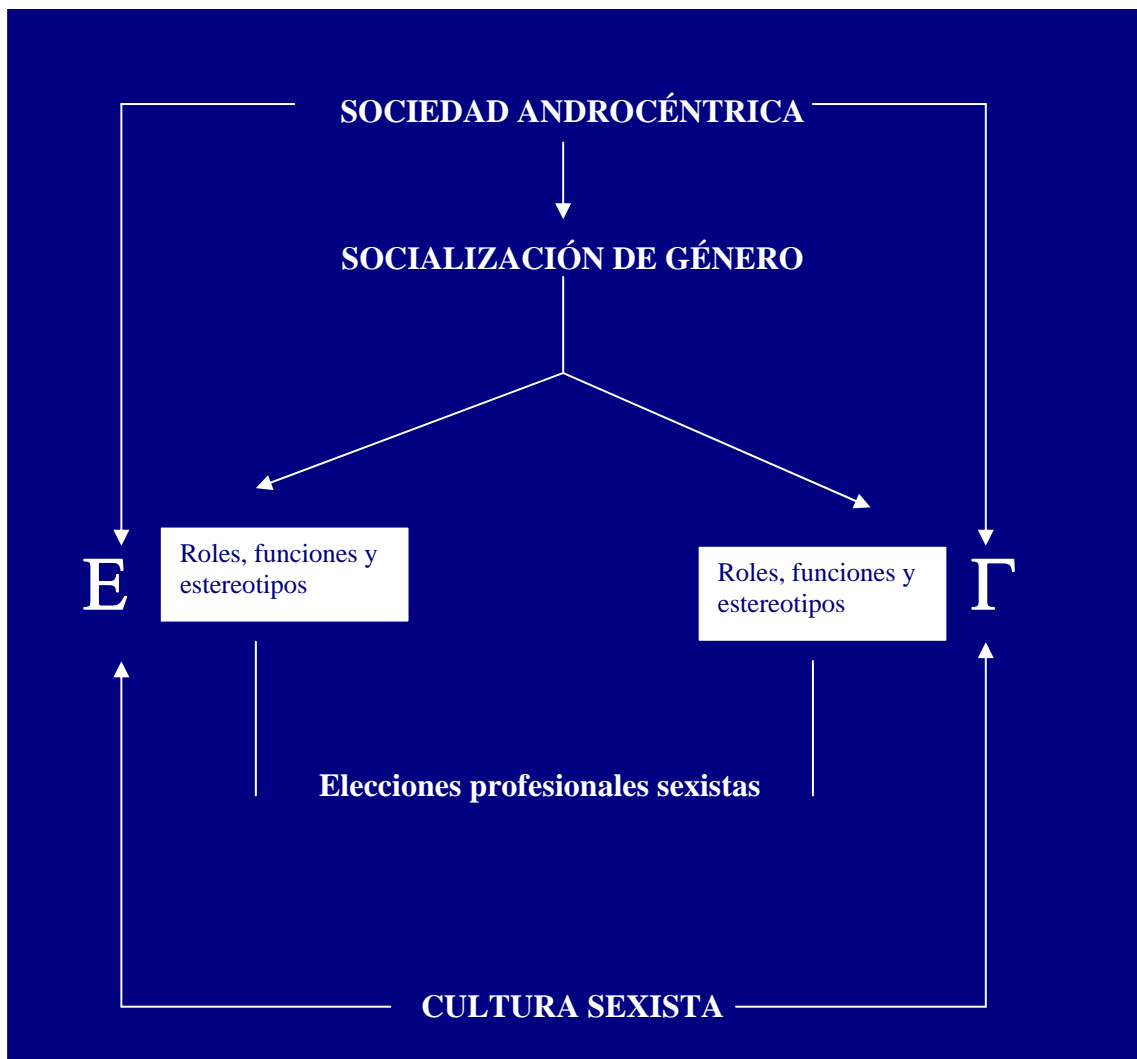 SOCIEDAD ANDROCÉNTRICA
SOCIALIZACIÓN DE GÉNERO
Ε
Roles, funciones y
estereotipos
Roles, funciones y
estereotipos
Γ
Elecciones profesionales sexistas
CULTURA SEXISTA